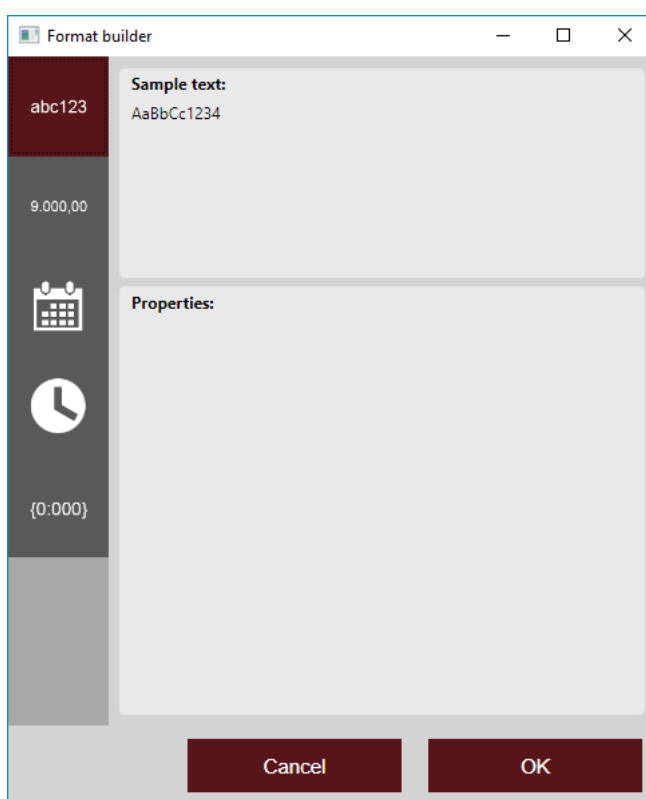 Format builder
abc123
Sample text:
AaBbCc1234
9.000,00
Properties:
{0:000}
Cancel
OK